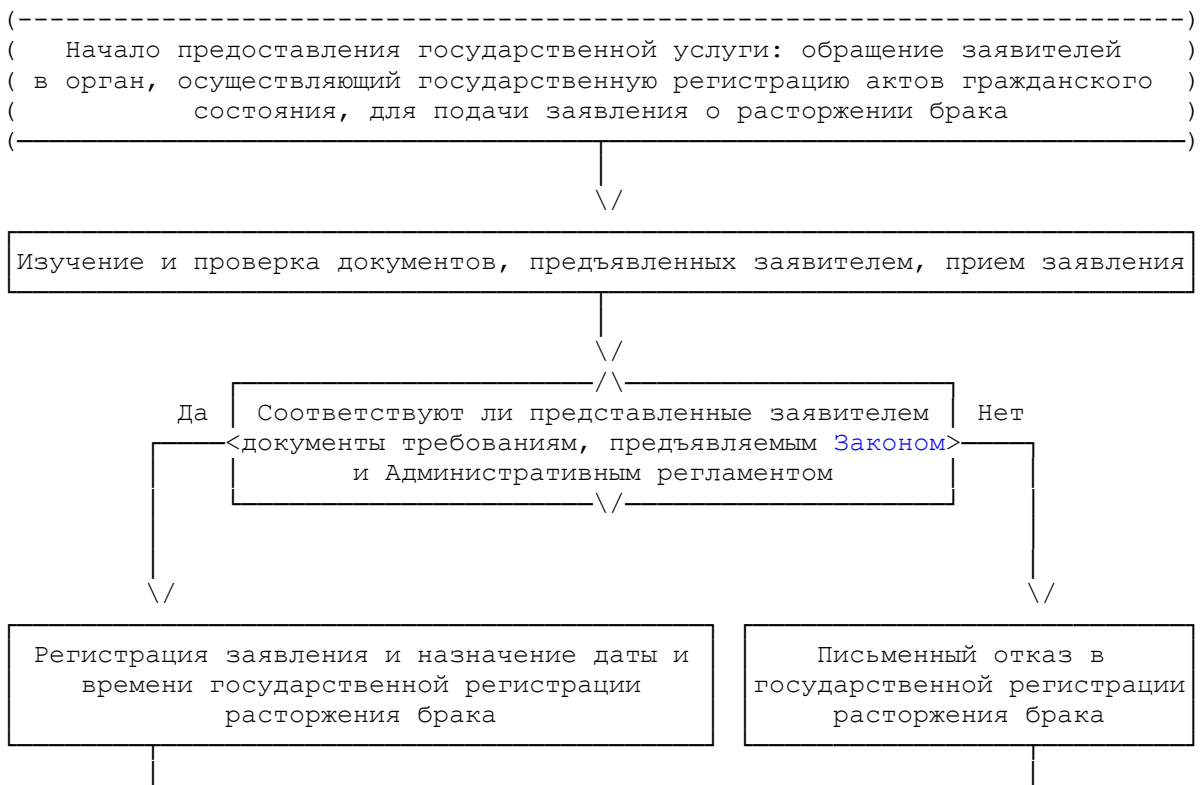 Начало предоставления государственной услуги: обращение заявителей
в орган, осуществляющий государственную регистрацию актов гражданского
состояния, для подачи заявления о расторжении брака
Изучение и проверка документов, предъявленных заявителем, прием заявления
Да
Соответствуют ли представленные заявителем
Нет
документы требованиям, предъявляемым Законом
и Административным регламентом
Регистрация заявления и назначение даты и
времени государственной регистрации
расторжения брака
Письменный отказ в
государственной регистрации
расторжения брака